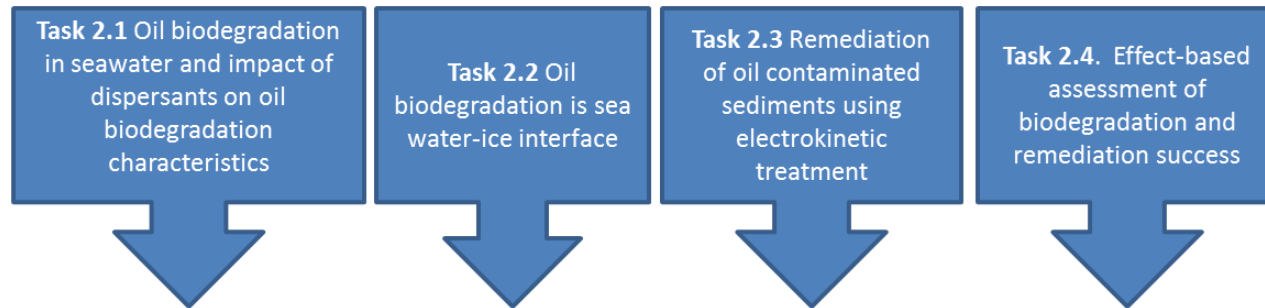 Task 2.1 Oil biodegradation
in seawater and impact of
dispersants on oil
biodegradation
characteristics
Task 2.2 Oil
biodegradation is sea
water-ice interface
Task 2.3 Remediation
of oil contaminated
sediments using
electrokinetic
treatment
Task 2.4. Effect-based
assessment of
biodegradation and
remediation success